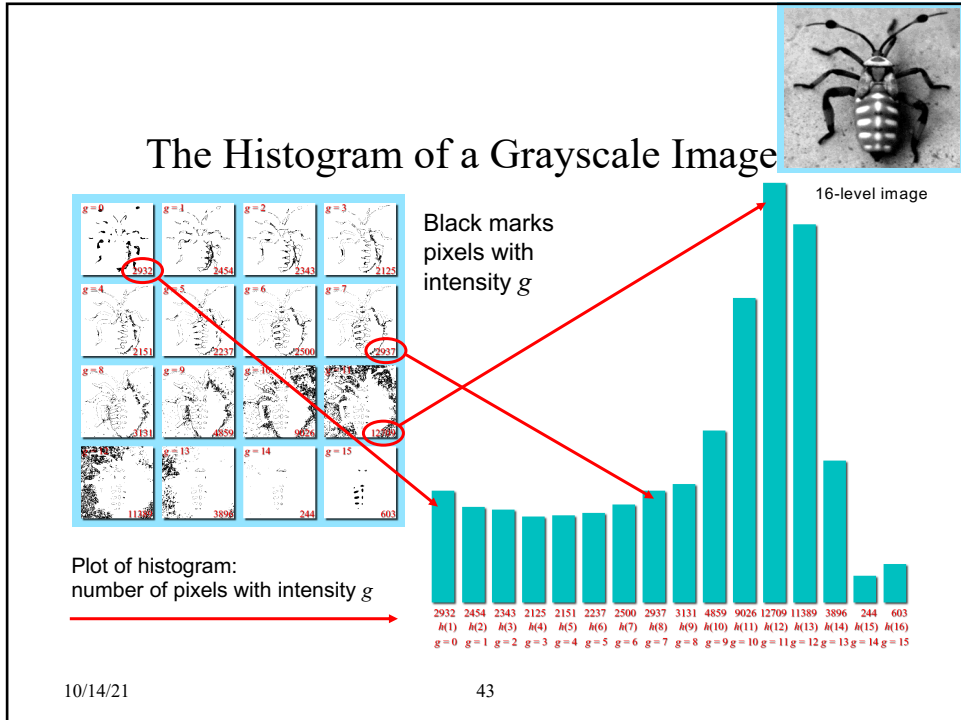 The Histogram of a Grayscale Image
16-level image
g = 0 g = 1 g = 2 g = 3
2932 2454 2343 2125
g = 4 g = 5 g = 6 g = 7
2151 2237 2500 2937
g = 8 g = 9 g = 10
3131 4859 9026
g = 13 g = 14 g = 15
3896 244 603
Black marks
pixels with
intensity g
Plot of histogram:
number of pixels with intensity g
2932 2454 2343 2125 2151 2237 2500 2937 3131 4859 9026 12709 11389 3896 244 603
h(1) h(2) h(3) h(4) h(5) h(6) h(7) h(8) h(9) h(10) h(11) h(12) h(13) h(14) h(15) h(16)
g = 0 g = 1 g = 2 g = 3 g = 4 g = 5 g = 6 g = 7 g = 8 g = 9 g = 10 g = 11 g = 12 g = 13 g = 14 g = 15
10/14/21 43